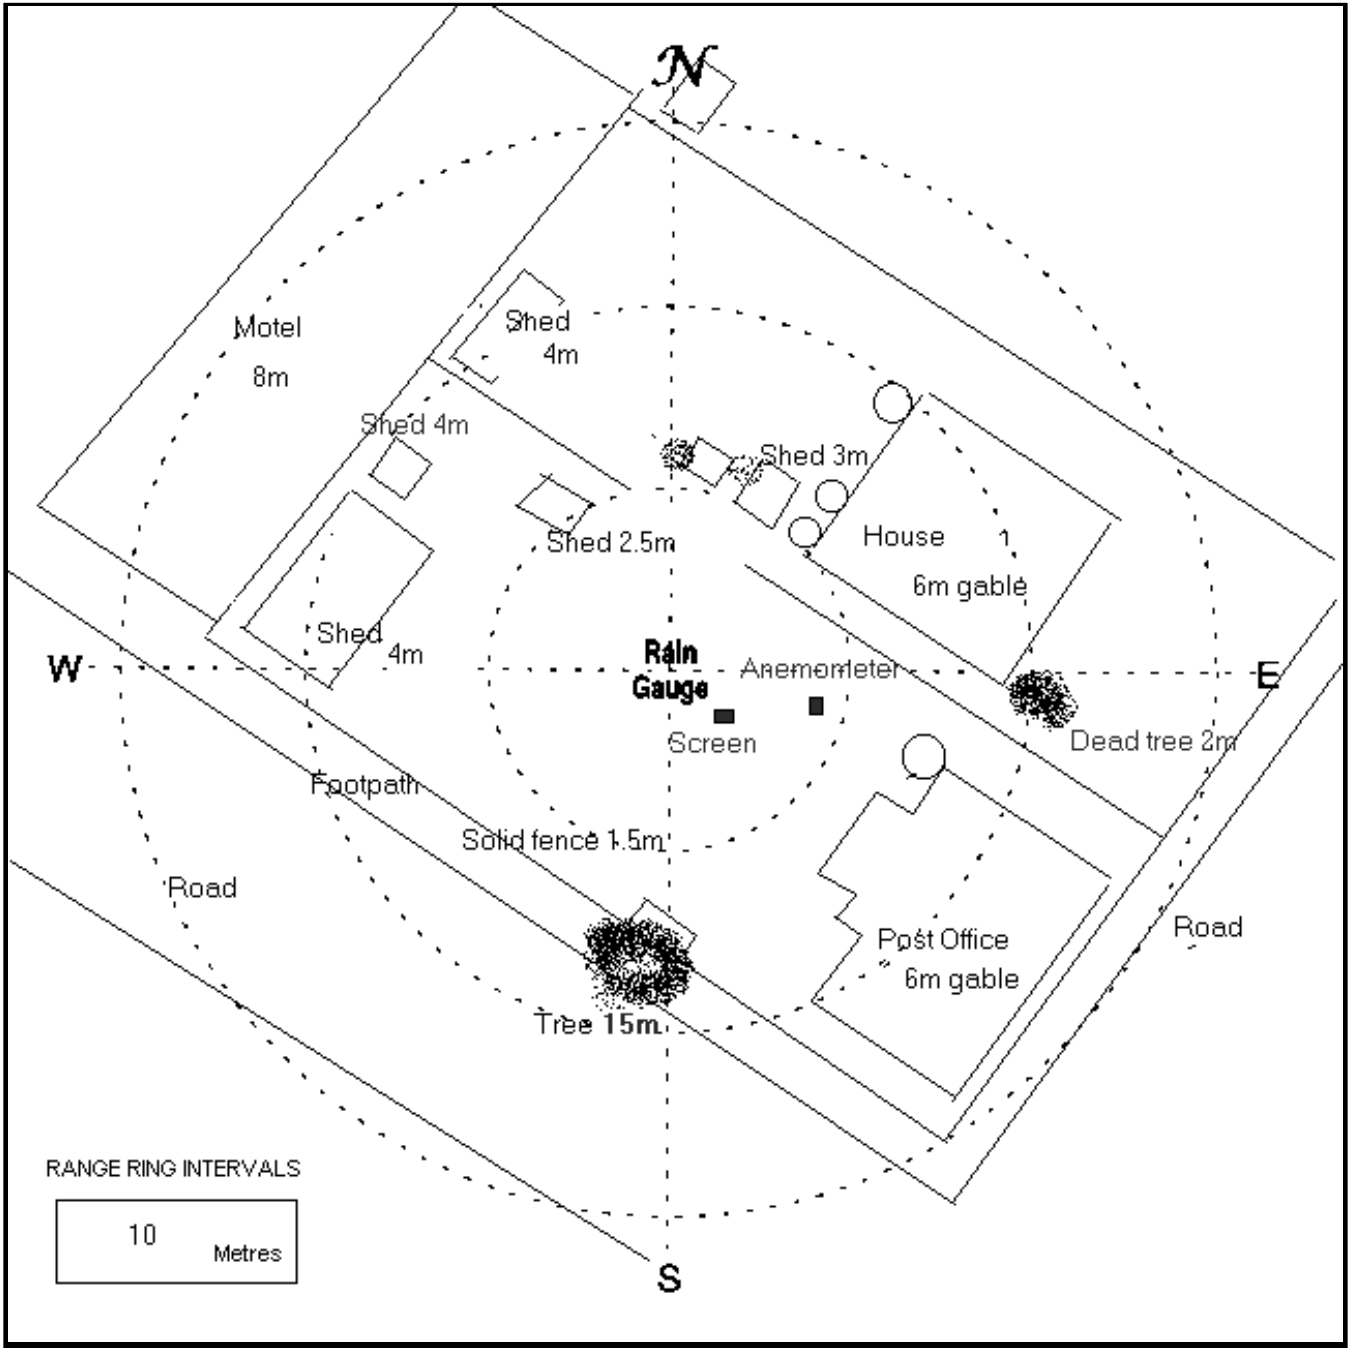 N
Motel
8m
Shed
4m
Shed 4m
Shed 3m
Shed 2.5m
House
6m gable
Shed
4m
W
Rain
Gauge
Anemometer
E
Screen
Dead tree 2m
Footpath
Solid fence 1.5m
Road
Road
Post Office
6m gable
Tree 15m
RANGE RING INTERVALS
10
Metres
S